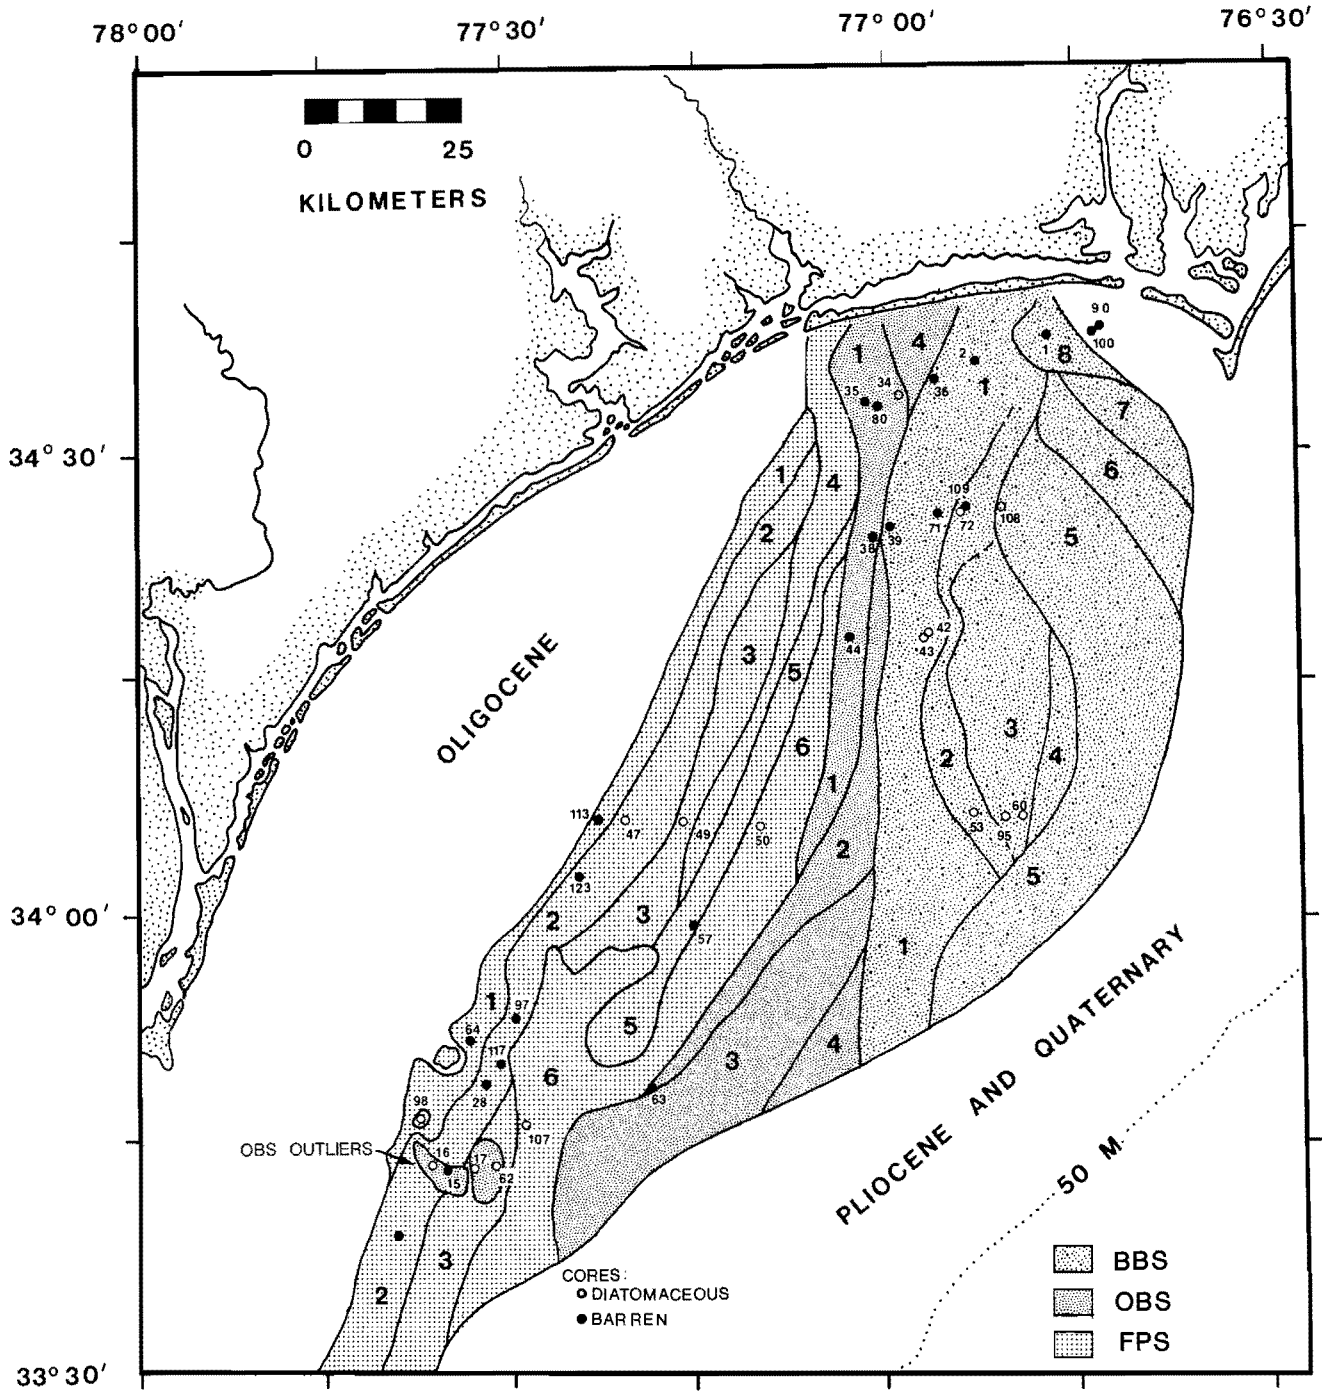 78°00' 77°30' 77°00' 76°30'
0 25
KILOMETERS
90
100
1 4 2 1 1 8
35 34 36
80
7
34°30'
1 4 6
2 109
71 72 108 5
38 39
42
43
44
OLIGOCENE
3 5
6 3
1 2 4
113 47 49 50 53 95 60
2
123 5
34°00'
2 3 57 1
1 97
64 5
117 6 3 4
28 63
98
107
OBS OUTLIERS 16 17
15 62
PLIOCENE AND QUATERNARY
50 M
3
2
CORES:
DIATOMACEOUS
BARREN
BBS
OBS
FPS
33°30'